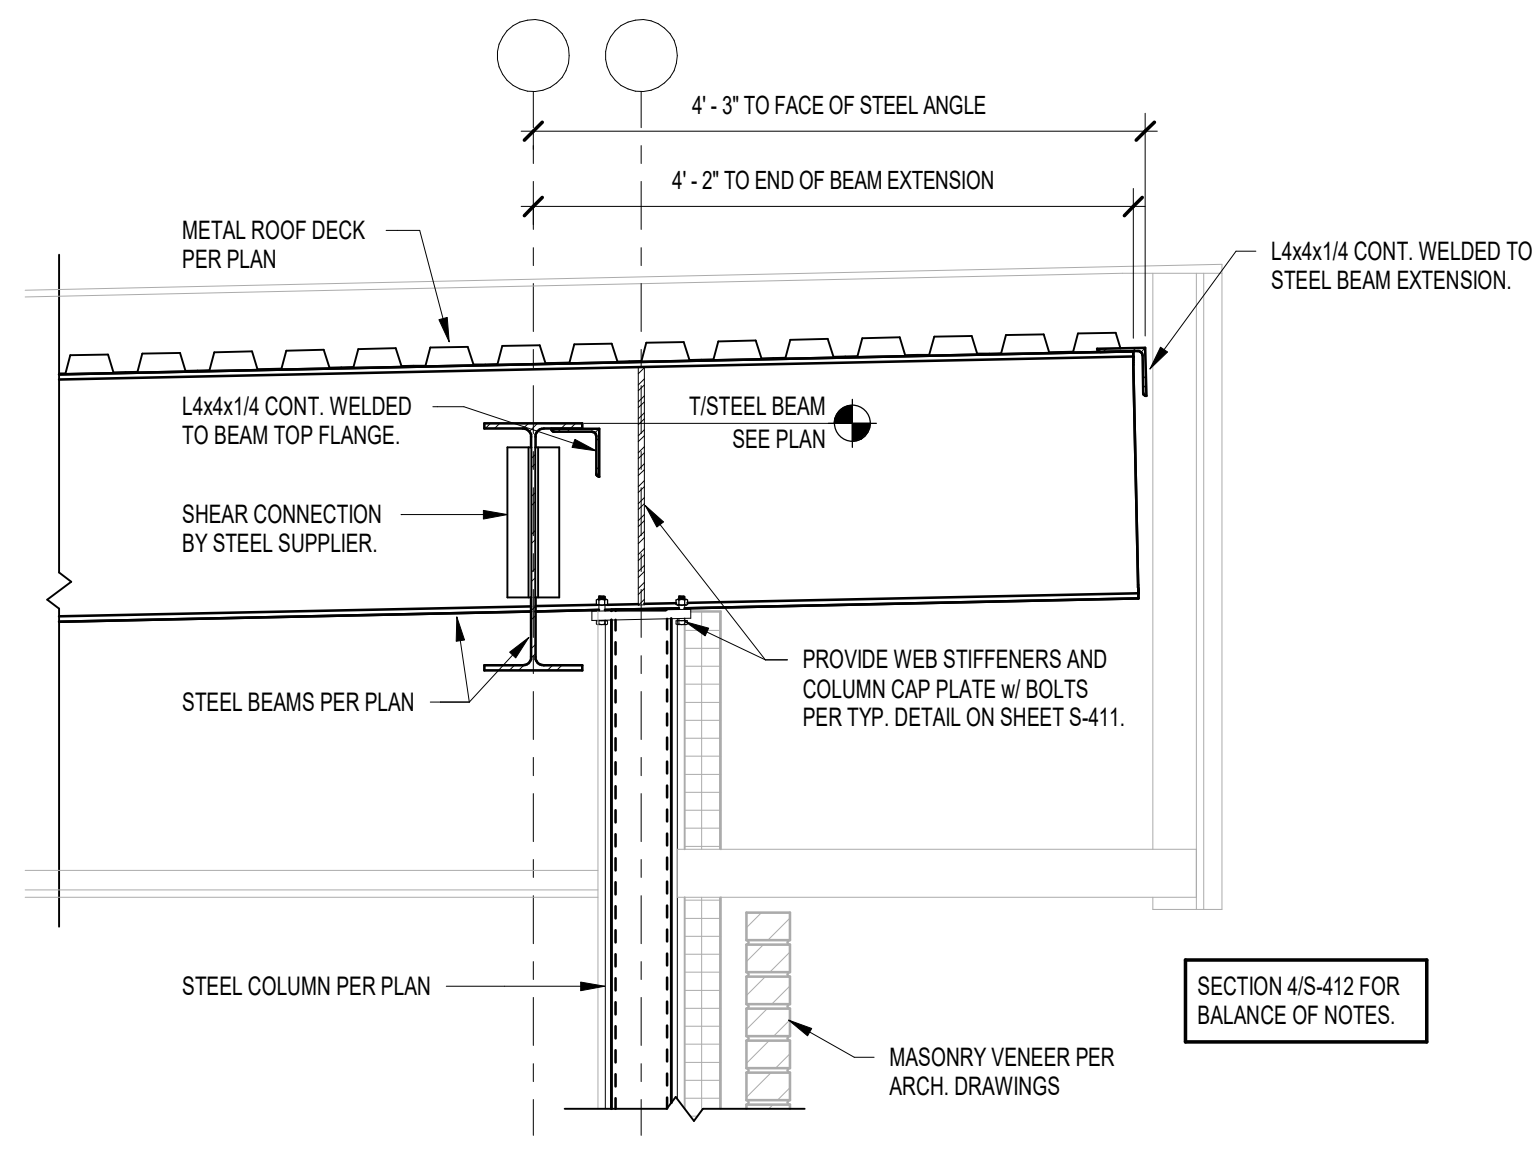 4' - 3" TO FACE OF STEEL ANGLE
4' - 2" TO END OF BEAM EXTENSION
METAL ROOF DECK
PER PLAN
L4x4x1/4 CONT. WELDED TO
STEEL BEAM EXTENSION.
L4x4x1/4 CONT. WELDED
TO BEAM TOP FLANGE.
T/STEEL BEAM
SEE PLAN
SHEAR CONNECTION
BY STEEL SUPPLIER.
STEEL BEAMS PER PLAN
PROVIDE WEB STIFFENERS AND
COLUMN CAP PLATE w/ BOLTS
PER TYP. DETAIL ON SHEET S-411.
STEEL COLUMN PER PLAN
SECTION 4/S-412 FOR
BALANCE OF NOTES.
MASONRY VENEER PER
ARCH. DRAWINGS